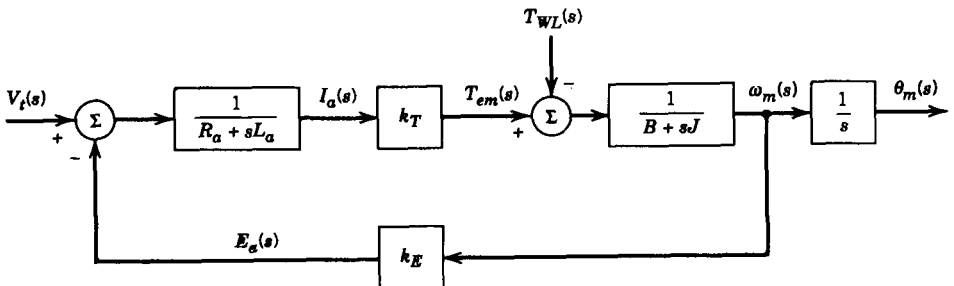 T_WL(s)
V_t(s)
+
−
Σ
1
R_a + sL_a
I_a(s)
k_T
T_em(s)
+
−
Σ
1
B + sJ
ω_m(s)
1
s
θ_m(s)
E_a(s)
k_E